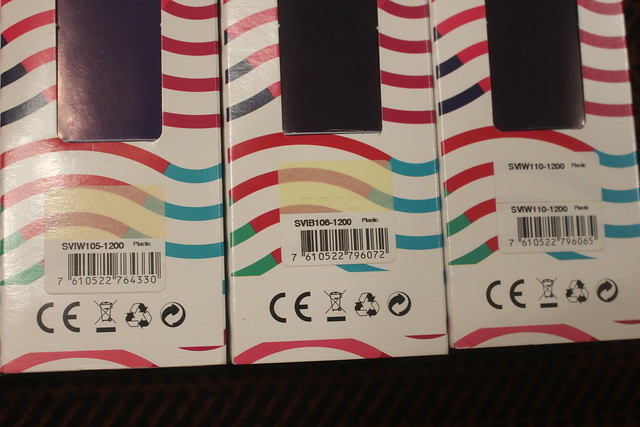 SVIW105-1200 Plastic
7 610522 764330
CE
SVIB106-1200 Plastic
7 610522 796072
CE
SVIW110-1200 Plastic
SVIW110-1200 Plastic
7 610522 796065
CE